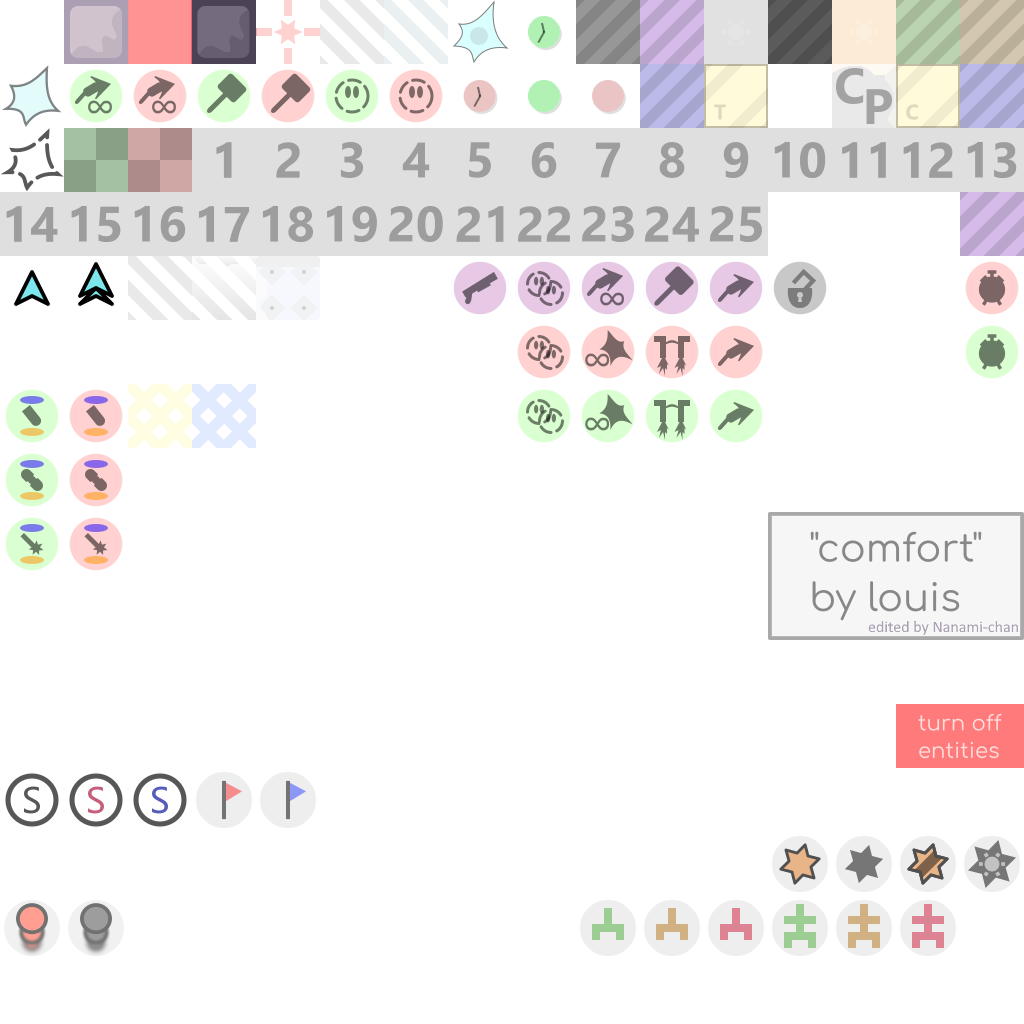 T
CP
C
1 2 3 4 5 6 7 8 9 10 11 12 13
14 15 16 17 18 19 20 21 22 23 24 25
"comfort"
by louis
edited by Nanami-chan
turn off
entities
S S S